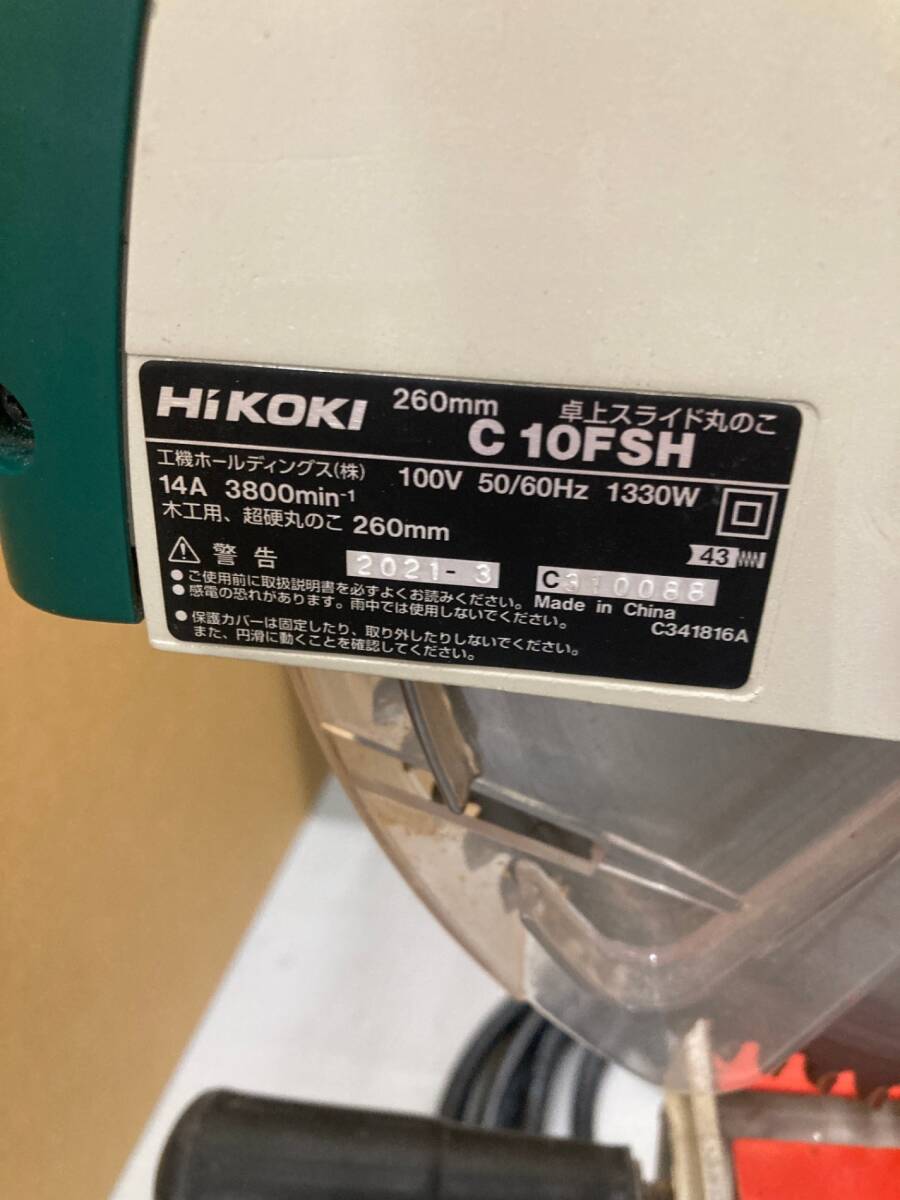 HiKOKI 260mm 卓上スライド丸のこ
C 10FSH
工機ホールディングス(株) 100V 50/60Hz 1330W
14A 3800min-1
木工用、超硬丸のこ 260mm
43
警告 2021-3 C310088
●ご使用前に取扱説明書を必ずよくお読みください。 Made in China
●感電の恐れがあります。雨中では使用しないでください。 C341816A
●保護カバーは固定したり、取り外したりしないでください。
また、円滑に動くことを確認してください。